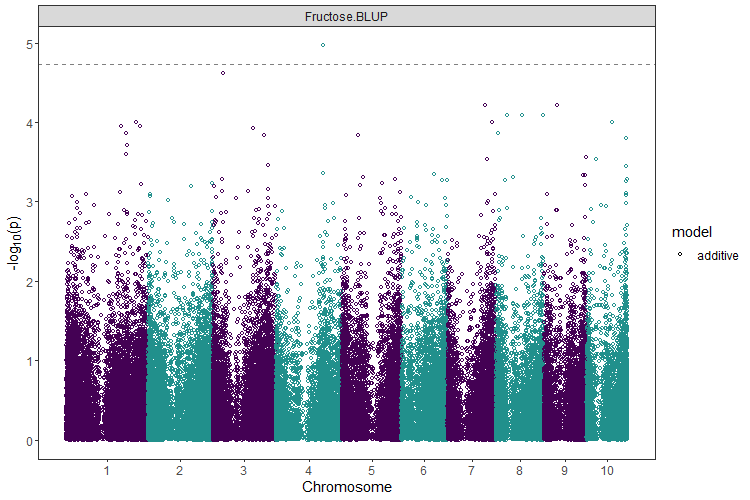 Fructose.BLUP
5
4
3
2
1
0
-log10(p)
1 2 3 4 5 6 7 8 9 10
Chromosome
model
additive